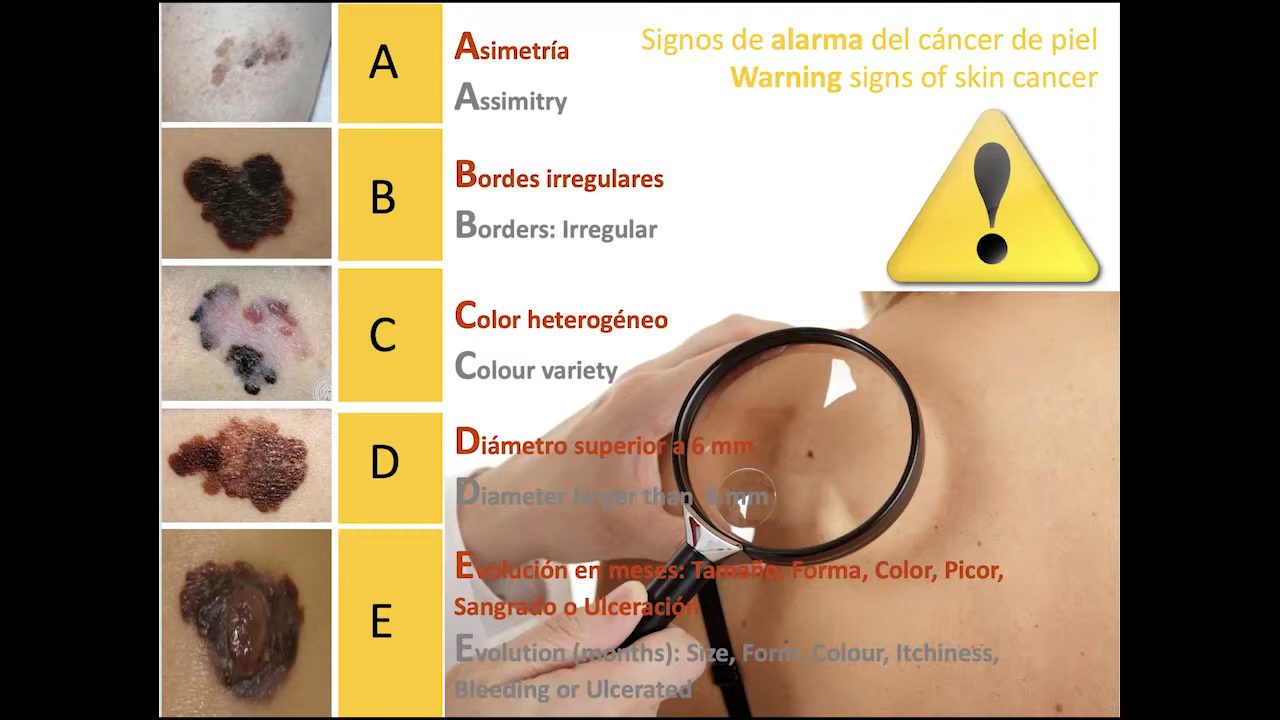 Signos de alarma del cáncer de piel
Warning signs of skin cancer
A
Asimetría
Assimitry
B
Bordes irregulares
Borders: Irregular
C
Color heterogéneo
Colour variety
D
Diámetro superior a 6 mm
Diameter larger than 6 mm
E
Evolución en meses: Tamaño, Forma, Color, Picor,
Sangrado o Ulceración
Evolution (months): Size, Form, Colour, Itchiness,
Bleeding or Ulcerated